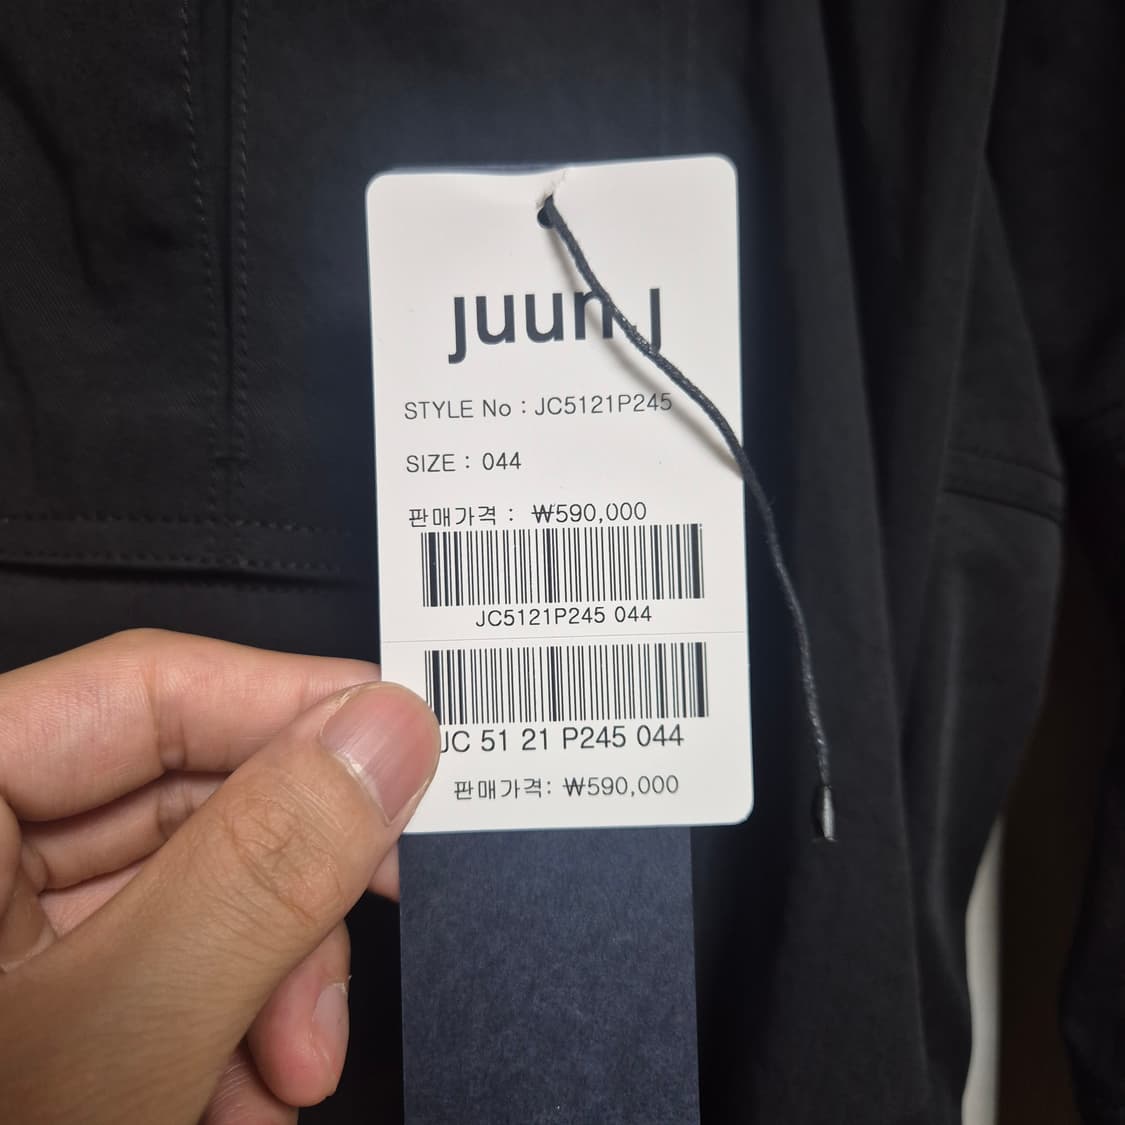 juun.j
STYLE No : JC5121P245
SIZE : 044
판매가격 : ₩590,000
JC5121P245 044
JC 51 21 P245 044
판매가격: ₩590,000